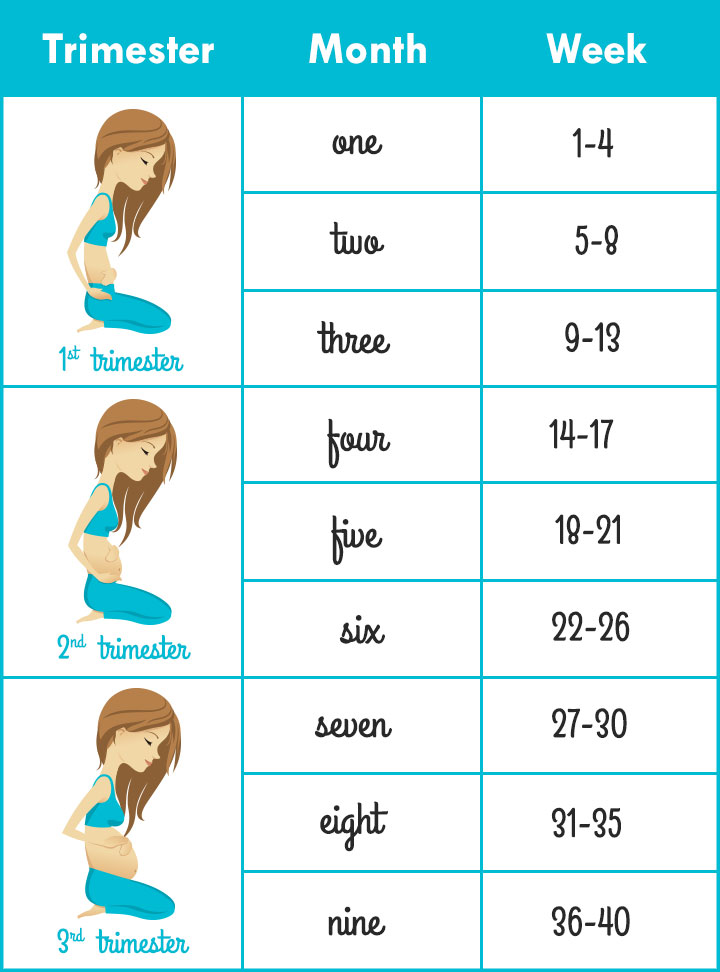 Trimester Month Week
one 1-4
two 5-8
three 9-13
1st trimester
four 14-17
five 18-21
six 22-26
2nd trimester
seven 27-30
eight 31-35
nine 36-40
3rd trimester